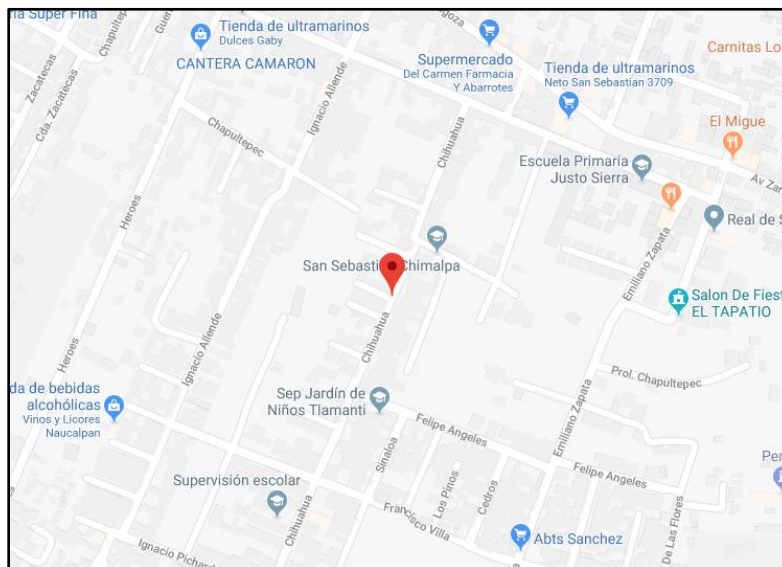 ía Super Fina
Chapultepec
Tienda de ultramarinos
Dulces Gaby
CANTERA CAMARON
Zacatecas
Cda. Zacatecas
Ignacio Allende
Supermercado
Del Carmen Farmacia
Y Abarrotes
Carnitas Lo
Tienda de ultramarinos
Neto San Sebastian 3709
El Migue
Chapultepec
Chihuahua
Escuela Primaria
Justo Sierra
Av Zar
Heroes
Real de S
San Sebasti
Chimalpa
Emiliano Zapata
Salon De Fiest
EL TAPATIO
Heroes
Ignacio Allende
Chihuahua
Prol. Chapultepec
da de bebidas
alcohólicas
Vinos y Licores
Naucalpan
Sep Jardín de
Niños Tlamanti
Felipe Angeles
Emiliano Zapata
Sinaloa
Los Pinos
Cedros
Felipe Angeles
Per
Supervisión escolar
Chihuahua
Francisco Villa
De Las Flores
Abts Sanchez
Ignacio Pichard